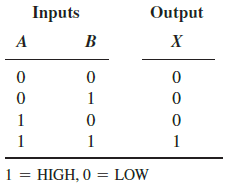 Inputs Output
A B X
0 0 0
0 1 0
1 0 0
1 1 1
1 = HIGH, 0 = LOW